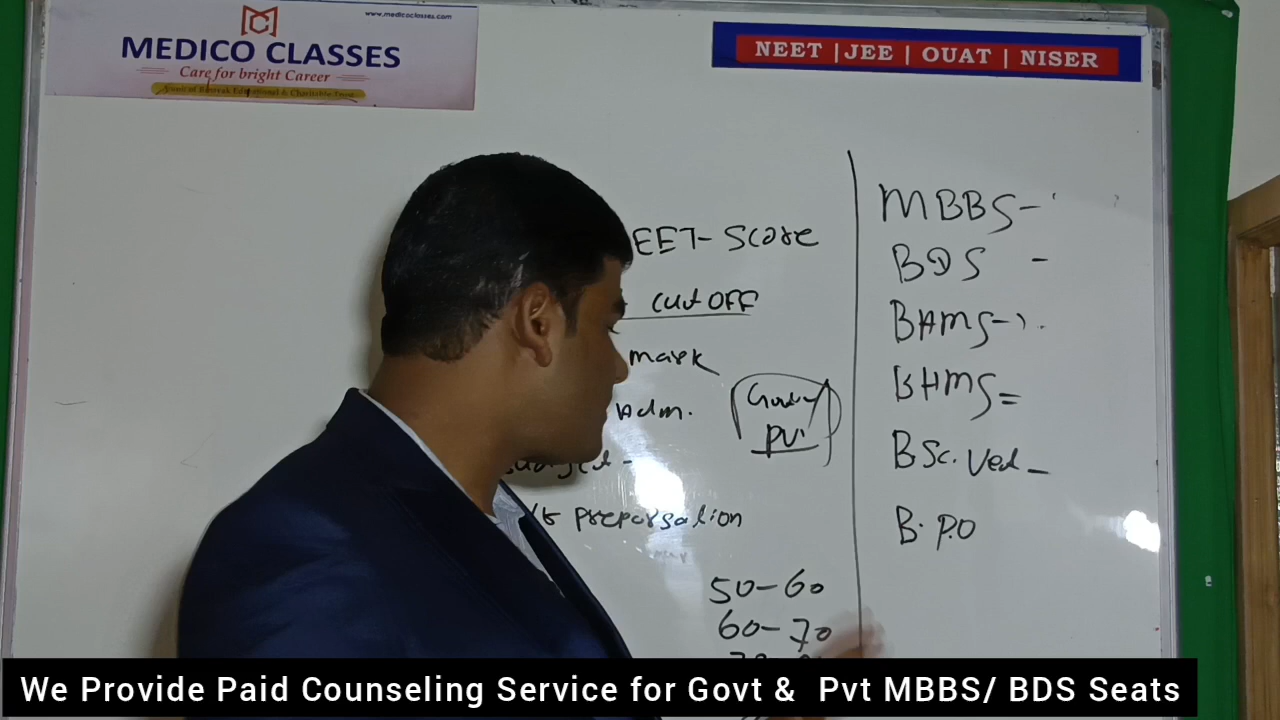 www.medicoclasses.com
MEDICO CLASSES
Care for bright Career
NEET | JEE | OUAT | NISER
EET- Score
cut OFF
mark
Adm.
Pvt
50-60
60-70
MBBS-
BDS -
BAMS-
BHMS=
BSc. Vet -
B. P.O
We Provide Paid Counseling Service for Govt & Pvt MBBS/ BDS Seats